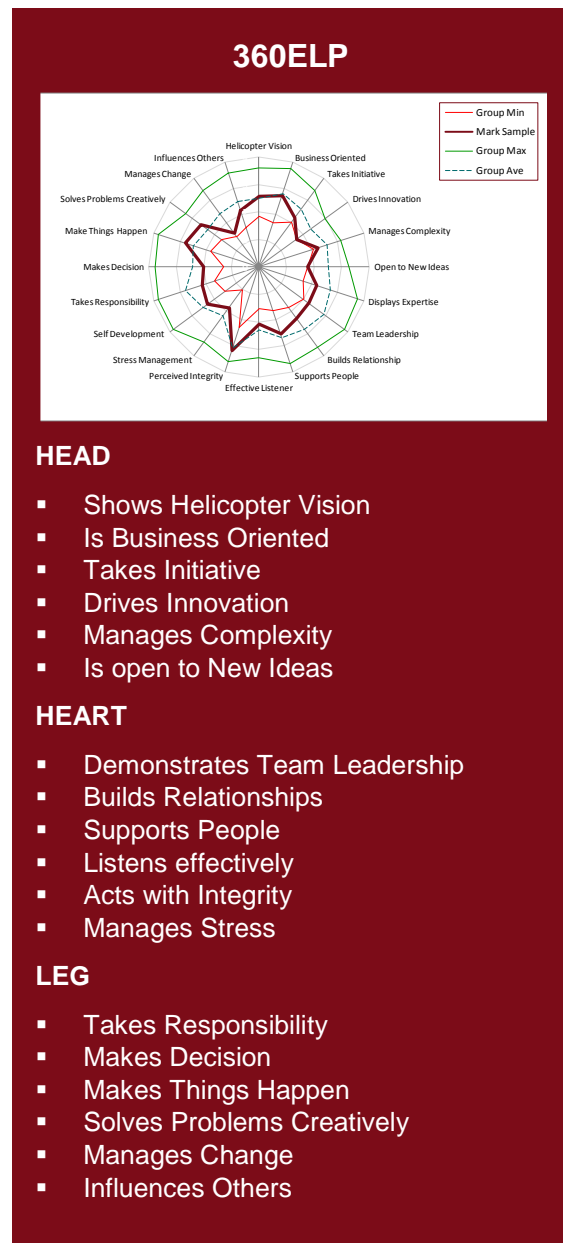 360ELP
Group Min
Mark Sample
Group Max
Group Ave
Helicopter Vision
Business Oriented
Takes Initiative
Drives Innovation
Manages Complexity
Open to New Ideas
Displays Expertise
Team Leadership
Builds Relationship
Supports People
Effective Listener
Perceived Integrity
Stress Management
Self Development
Takes Responsibility
Makes Decision
Make Things Happen
Solves Problems Creatively
Manages Change
Influences Others
HEAD
▪ Shows Helicopter Vision
▪ Is Business Oriented
▪ Takes Initiative
▪ Drives Innovation
▪ Manages Complexity
▪ Is open to New Ideas
HEART
▪ Demonstrates Team Leadership
▪ Builds Relationships
▪ Supports People
▪ Listens effectively
▪ Acts with Integrity
▪ Manages Stress
LEG
▪ Takes Responsibility
▪ Makes Decision
▪ Makes Things Happen
▪ Solves Problems Creatively
▪ Manages Change
▪ Influences Others